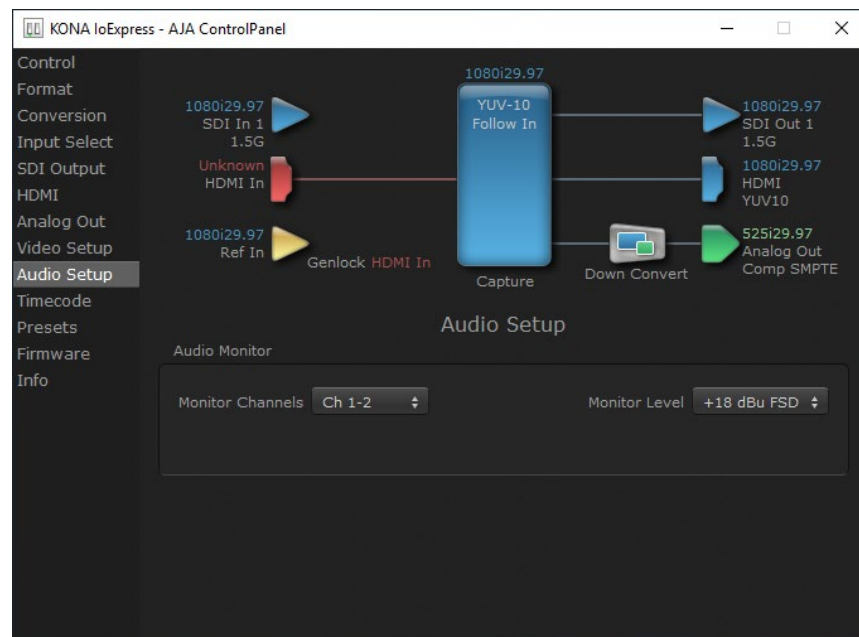 KONA IoExpress - AJA ControlPanel
Control
Format
Conversion
Input Select
SDI Output
HDMI
Analog Out
Video Setup
Audio Setup
Timecode
Presets
Firmware
Info
1080i29.97
YUV-10
Follow In
Capture
1080i29.97
SDI In 1
1.5G
Unknown
HDMI In
1080i29.97
Ref In
Genlock HDMI In
1080i29.97
SDI Out 1
1.5G
1080i29.97
HDMI
YUV10
Down Convert
525i29.97
Analog Out
Comp SMPTE
Audio Setup
Audio Monitor
Monitor Channels Ch 1-2
Monitor Level +18 dBu FSD